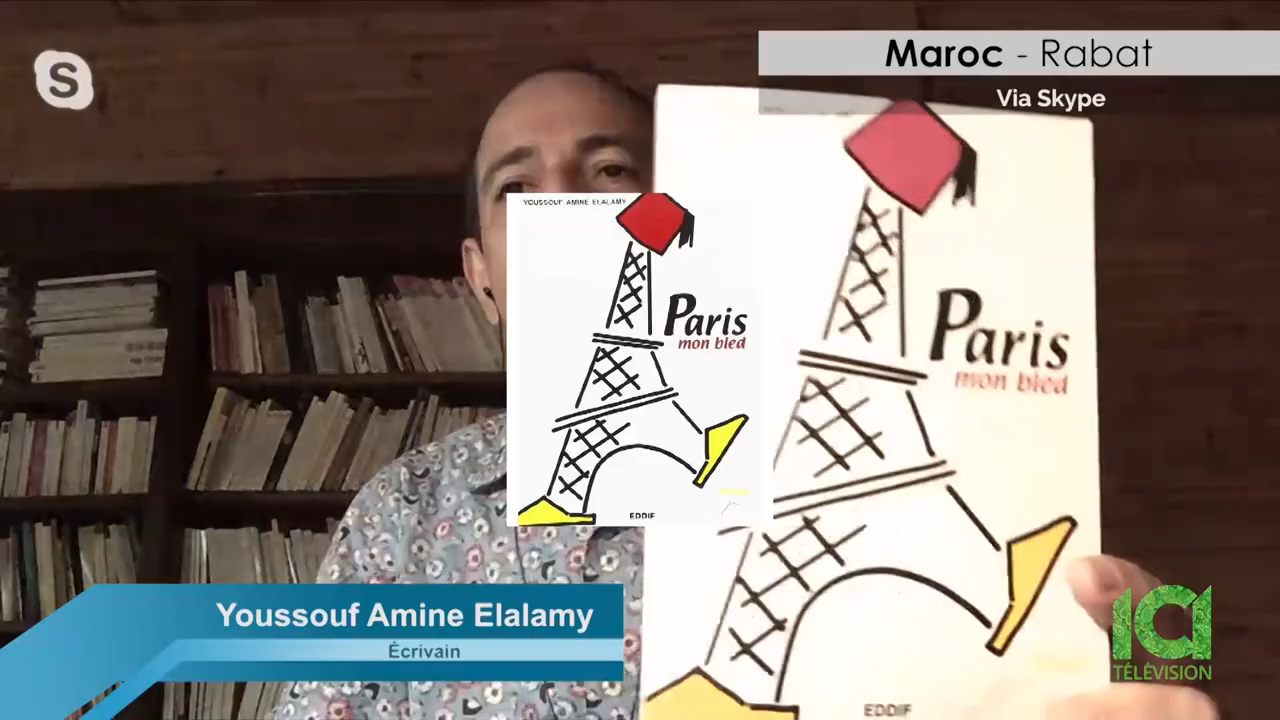 Maroc - Rabat
Via Skype
S
YOUSSOUF AMINE ELALAMY
Paris
mon bled
EDDIF
Paris
mon bled
EDDIF
Youssouf Amine Elalamy
Écrivain
ICI
TÉLÉVISION